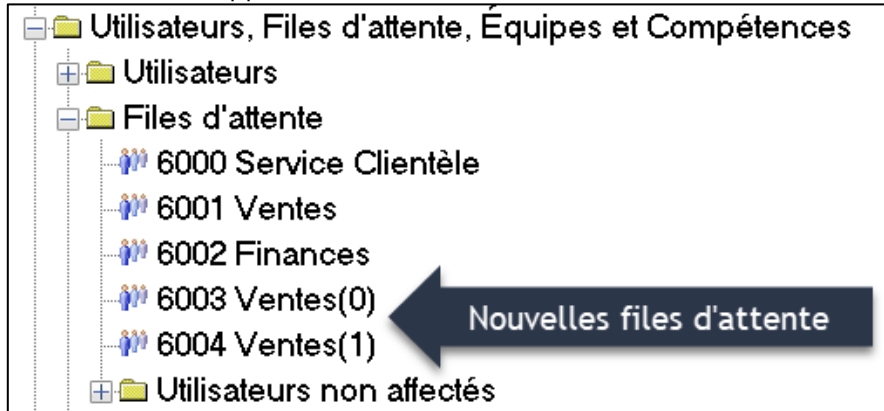 Utilisateurs, Files d'attente, Équipes et Compétences
Utilisateurs
Files d'attente
6000 Service Clientèle
6001 Ventes
6002 Finances
6003 Ventes(0)
Nouvelles files d'attente
6004 Ventes(1)
Utilisateurs non affectés